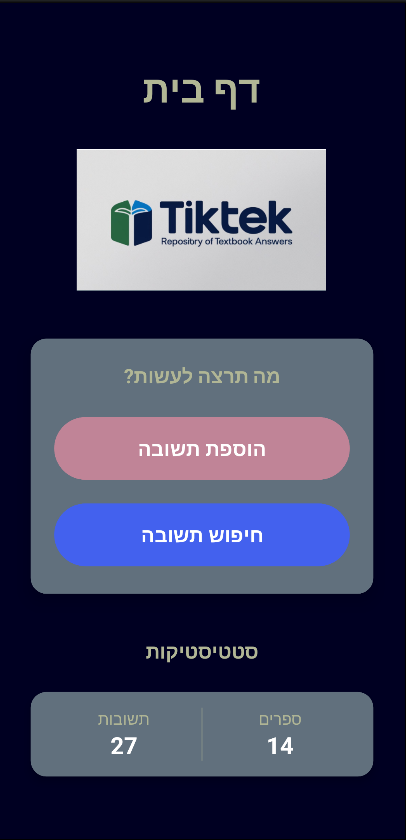 דף בית
Tiktek
Repository of Textbook Answers
מה תרצה לעשות?
הוספת תשובה
חיפוש תשובה
סטטיסטיקות
ספרים
14
תשובות
27